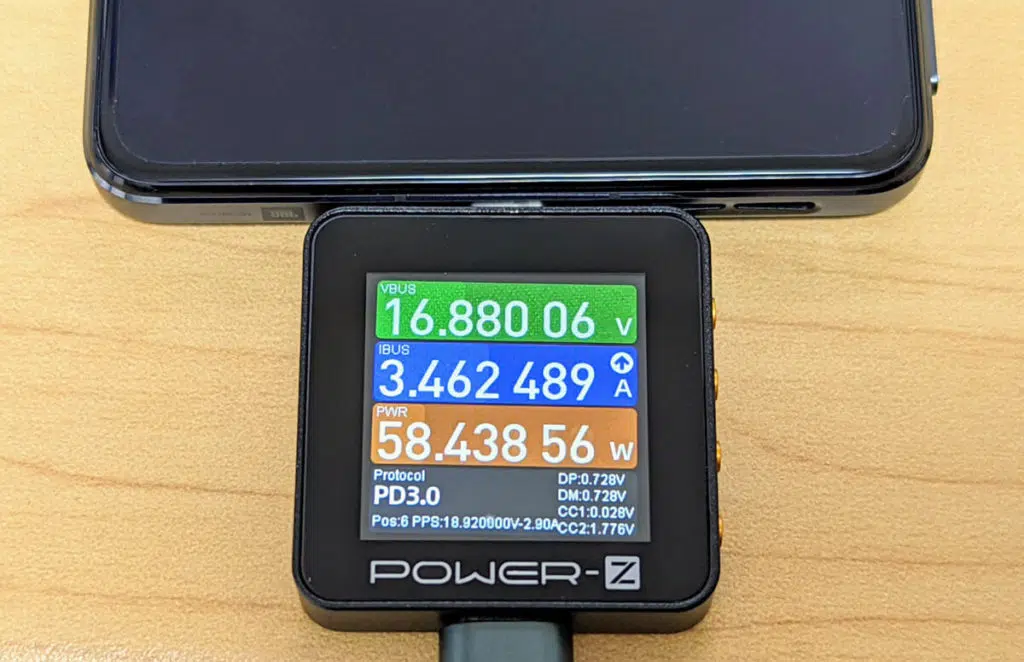 JBL
VBUS
16.880 06 V
IBUS
3.462 489 A
PWR
58.438 56 W
Protocol
PD3.0
DP:0.728V
DM:0.728V
CC1:0.028V
Pos:6 PPS:18.920000V-2.90A
CC2:1.776V
POWER-Z